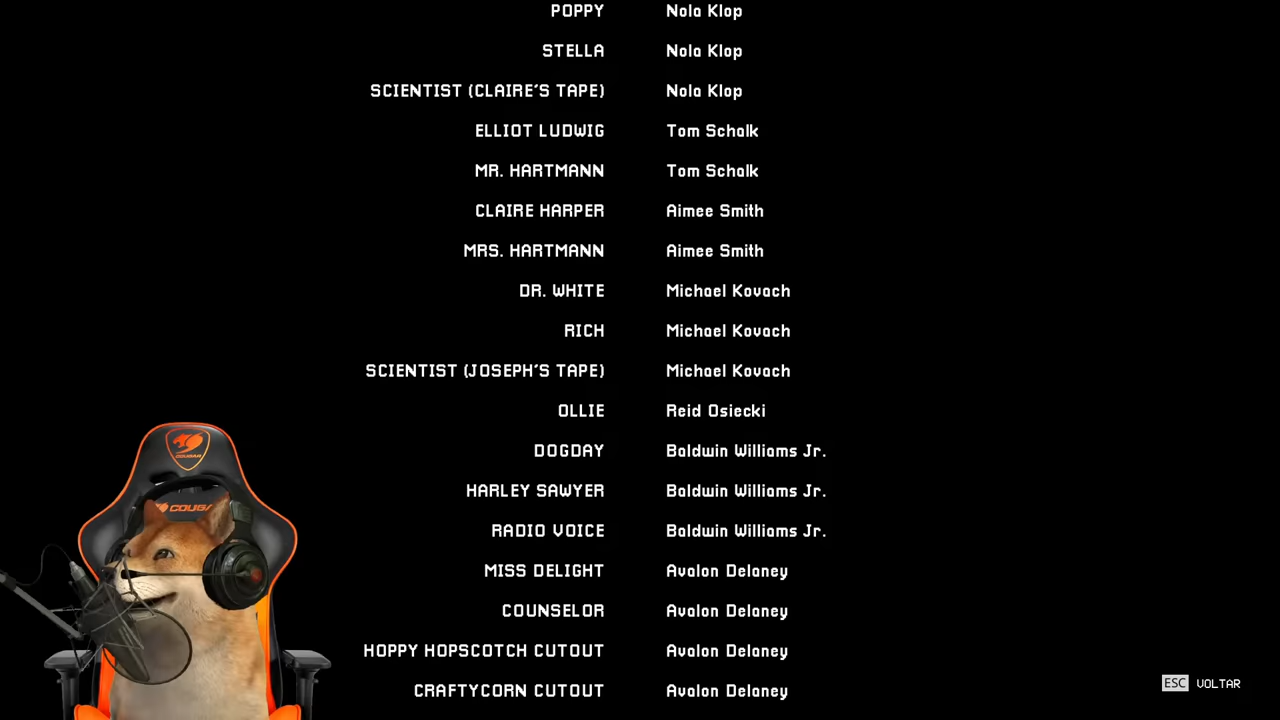 POPPY Nola Klop
STELLA Nola Klop
SCIENTIST (CLAIRE'S TAPE) Nola Klop
ELLIOT LUDWIG Tom Schalk
MR. HARTMANN Tom Schalk
CLAIRE HARPER Aimee Smith
MRS. HARTMANN Aimee Smith
DR. WHITE Michael Kovach
RICH Michael Kovach
SCIENTIST (JOSEPH'S TAPE) Michael Kovach
OLLIE Reid Osiecki
DOGDAY Baldwin Williams Jr.
HARLEY SAWYER Baldwin Williams Jr.
RADIO VOICE Baldwin Williams Jr.
MISS DELIGHT Avalon Delaney
COUNSELOR Avalon Delaney
HOPPY HOPSCOTCH CUTOUT Avalon Delaney
CRAFTYCORN CUTOUT Avalon Delaney
COUGAR
COUGA
ESC VOLTAR